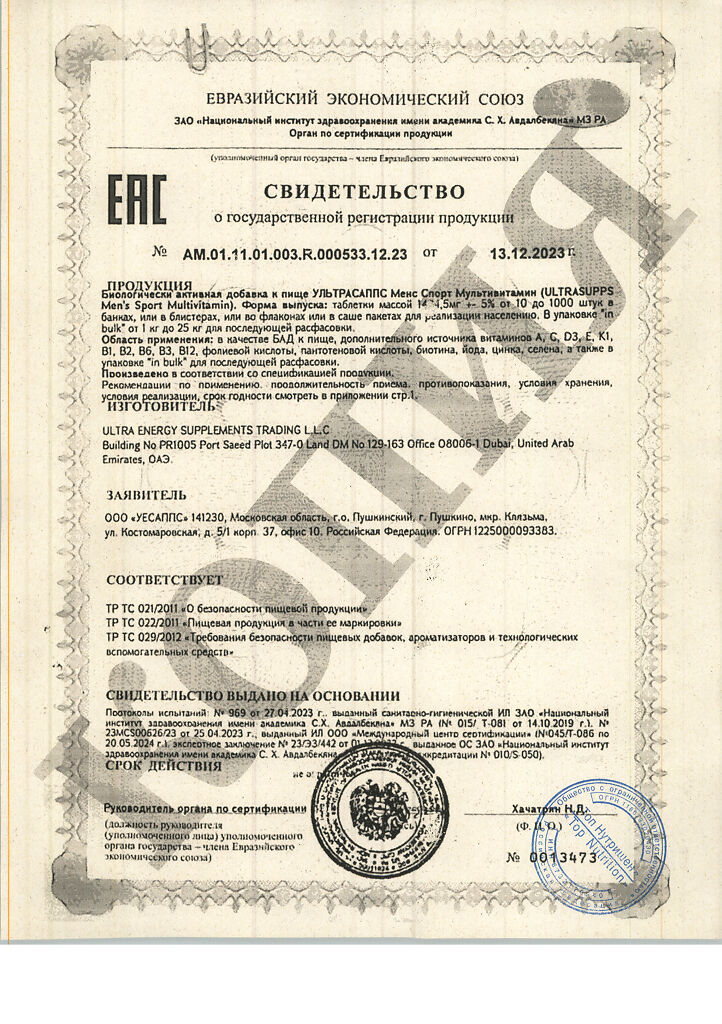 ЕВРАЗИЙСКИЙ ЭКОНОМИЧЕСКИЙ СОЮЗ
ЗАО «Национальный институт здравоохранения имени академика С. Х. Авдалбекяна» МЗ РА
Орган по сертификации продукции
(уполномоченный орган государства – члена Евразийского экономического союза)
ЕАС
СВИДЕТЕЛЬСТВО
о государственной регистрации продукции
№ AM.01.11.01.003.R.000533.12.23 от 13.12.2023 г.
ПРОДУКЦИЯ
Биологически активная добавка к пище УЛЬТРАСАППС Менс Спорт Мультивитамин (ULTRASUPPS
Men's Sport Multivitamin). Форма выпуска: таблетки массой 4,5мг +- 5% от 10 до 1000 штук в
банках, или в блистерах, или во флаконах или в саше пакетах для реализации населению. В упаковке "in
bulk" от 1 кг до 25 кг для последующей расфасовки.
Область применения: в качестве БАД к пище, дополнительного источника витаминов А, С, D3, Е, К1,
В1, В2, В6, В3, В12, фолиевой кислоты, пантотеновой кислоты, биотина, йода, цинка, селена, а также в
упаковке "in bulk" для последующей расфасовки.
Произведено в соответствии со спецификацией продукции.
Рекомендации по применению, продолжительность приема, противопоказания, условия хранения,
условия реализации, срок годности смотреть в приложении стр.1.
ИЗГОТОВИТЕЛЬ
ULTRA ENERGY SUPPLEMENTS TRADING L.L.C
Building No PR1005 Port Saeed Plot 347-0 Land DM No 129-163 Office O8006-1 Dubai, United Arab
Emirates, ОАЭ.
ЗАЯВИТЕЛЬ
ООО «УЕСАППС» 141230, Московская область, г.о. Пушкинский, г. Пушкино, мкр. Клязьма,
ул. Костомаровская, д. 5/1 корп. 37, офис 10, Российская Федерация. ОГРН 1225000093383.
СООТВЕТСТВУЕТ
ТР ТС 021/2011 «О безопасности пищевой продукции»
ТР ТС 022/2011 «Пищевая продукция в части ее маркировки»
ТР ТС 029/2012 «Требования безопасности пищевых добавок, ароматизаторов и технологических
вспомогательных средств»
СВИДЕТЕЛЬСТВО ВЫДАНО НА ОСНОВАНИИ
Протоколы испытаний: № 969 от 27.04.2023 г., выданный санитарно-гигиенической ИЛ ЗАО «Национальный
институт здравоохранения имени академика С.Х. Авдалбекяна» МЗ РА (№ 015/ Т-081 от 14.10.2019 г.). №
23MCS00626/23 от 25.04.2023 г., выданный ИЛ ООО «Международный центр сертификации» (№045/Т-086 по
20.05.2024 г.), экспертное заключение № 23/ЭЗ/442 от выданное ОС ЗАО «Национальный институт
здравоохранения имени академика С. Х. аккредитации № 010/S-050).
СРОК ДЕЙСТВИЯ
Руководитель органа по сертификации
Хачатрян Н.Д.
(должность руководителя
(уполномоченного лица) уполномоченного
органа государства – члена Евразийского
экономического союза)
(Ф. И. О.)
№ 0013473
КОПИЯ
Топ Нутришен
Top Nutrition